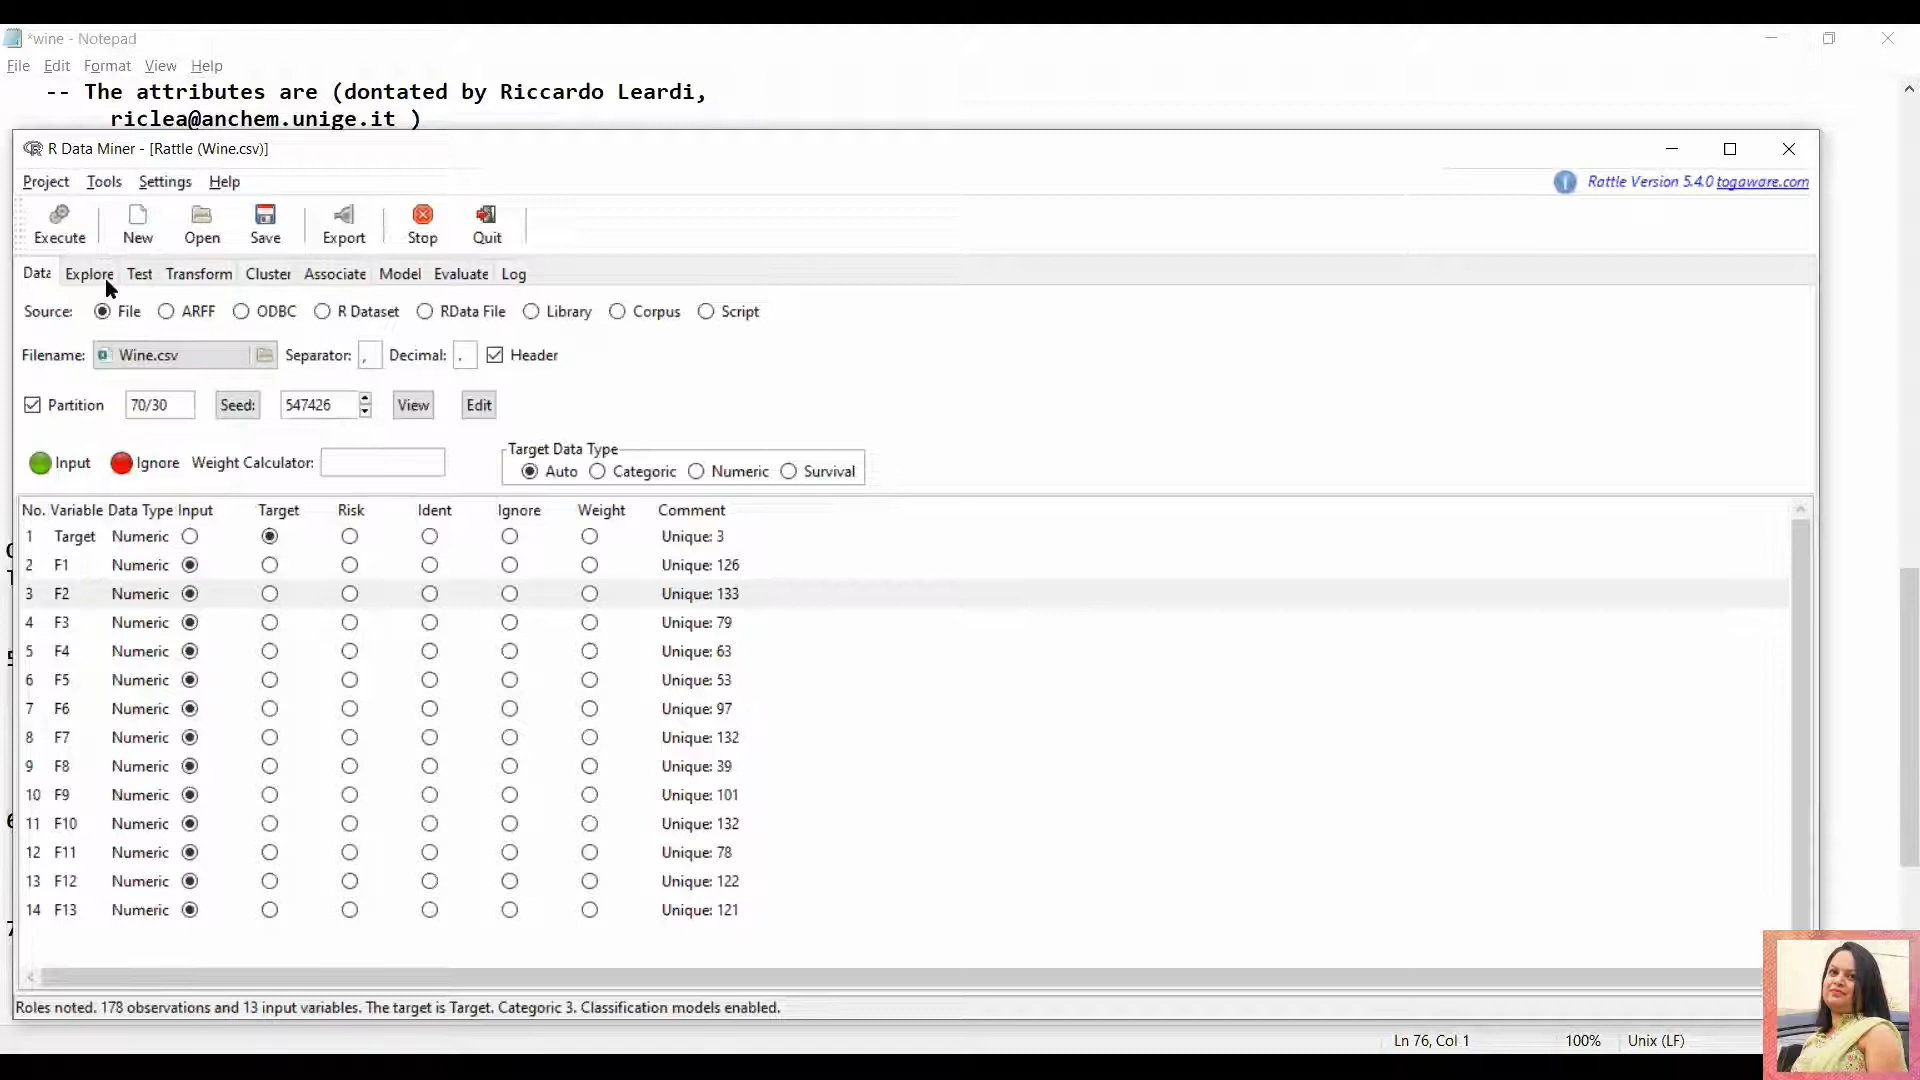 *wine - Notepad
File Edit Format View Help
-- The attributes are (dontated by Riccardo Leardi,
riclea@anchem.unige.it )
R Data Miner - [Rattle (Wine.csv)]
Project Tools Settings Help
Rattle Version 5.4.0 togaware.com
Execute New Open Save Export Stop Quit
Data Explore Test Transform Cluster Associate Model Evaluate Log
Source: File ARFF ODBC R Dataset RData File Library Corpus Script
Filename: Wine.csv Separator: , Decimal: . Header
Partition 70/30 Seed: 547426 View Edit
Target Data Type
Input Ignore Weight Calculator: Auto Categoric Numeric Survival
No. Variable Data Type Input Target Risk Ident Ignore Weight Comment
1 Target Numeric Unique: 3
2 F1 Numeric Unique: 126
3 F2 Numeric Unique: 133
4 F3 Numeric Unique: 79
5 F4 Numeric Unique: 63
6 F5 Numeric Unique: 53
7 F6 Numeric Unique: 97
8 F7 Numeric Unique: 132
9 F8 Numeric Unique: 39
10 F9 Numeric Unique: 101
11 F10 Numeric Unique: 132
12 F11 Numeric Unique: 78
13 F12 Numeric Unique: 122
14 F13 Numeric Unique: 121
Roles noted. 178 observations and 13 input variables. The target is Target. Categoric 3. Classification models enabled.
Ln 76, Col 1 100% Unix (LF)